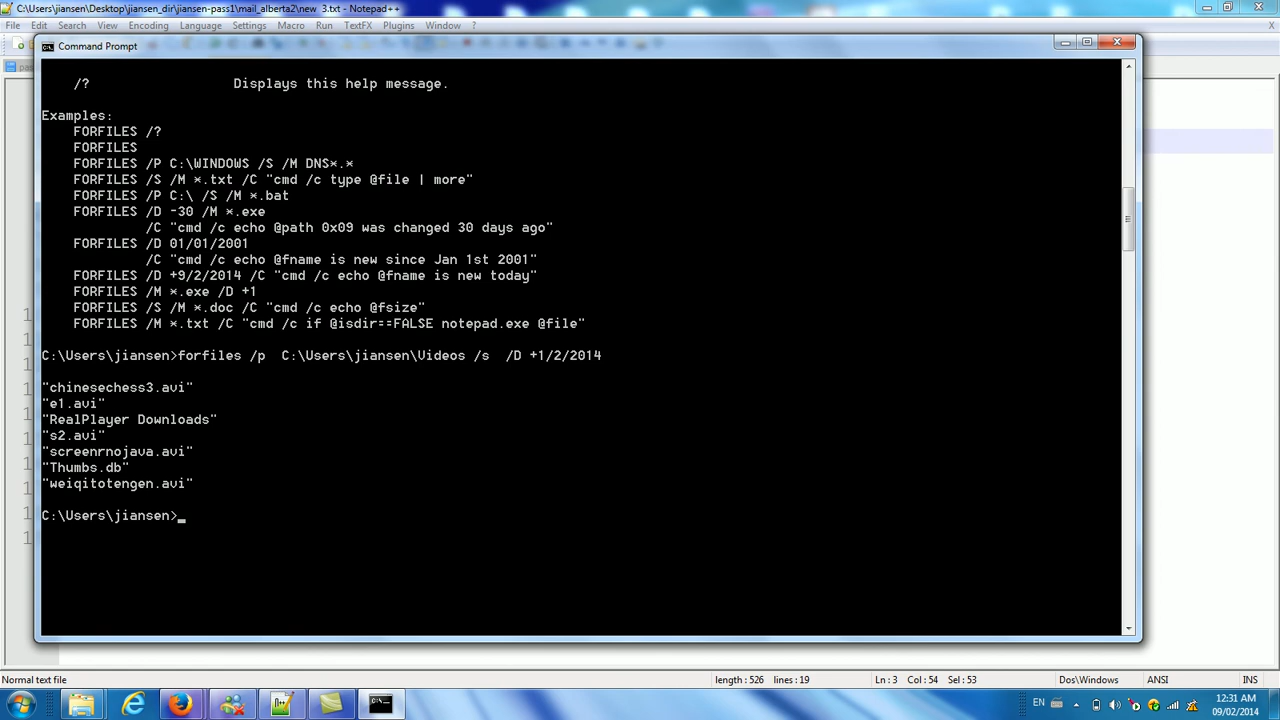 C:\Users\jiansen\Desktop\jiansen_dir\jiansen-pass1\mail_alberta2\new 3.txt - Notepad++
File Edit Search View Encoding Language Settings Macro Run TextFX Plugins Window ? X
Command Prompt
/? Displays this help message.
Examples:
FORFILES /?
FORFILES
FORFILES /P C:\WINDOWS /S /M DNS*.*
FORFILES /S /M *.txt /C "cmd /c type @file | more"
FORFILES /P C:\ /S /M *.bat
FORFILES /D -30 /M *.exe
/C "cmd /c echo @path 0x09 was changed 30 days ago"
FORFILES /D 01/01/2001
/C "cmd /c echo @fname is new since Jan 1st 2001"
FORFILES /D +9/2/2014 /C "cmd /c echo @fname is new today"
FORFILES /M *.exe /D +1
FORFILES /S /M *.doc /C "cmd /c echo @fsize"
FORFILES /M *.txt /C "cmd /c if @isdir==FALSE notepad.exe @file"
C:\Users\jiansen>forfiles /p  C:\Users\jiansen\Videos /s  /D +1/2/2014
"chinesechess3.avi"
"e1.avi"
"RealPlayer Downloads"
"s2.avi"
"screenrnojava.avi"
"Thumbs.db"
"weiqitotengen.avi"
C:\Users\jiansen>_
Normal text file length : 526 lines : 19 Ln : 3 Col : 54 Sel : 53 Dos\Windows ANSI INS
EN 12:31 AM
09/02/2014